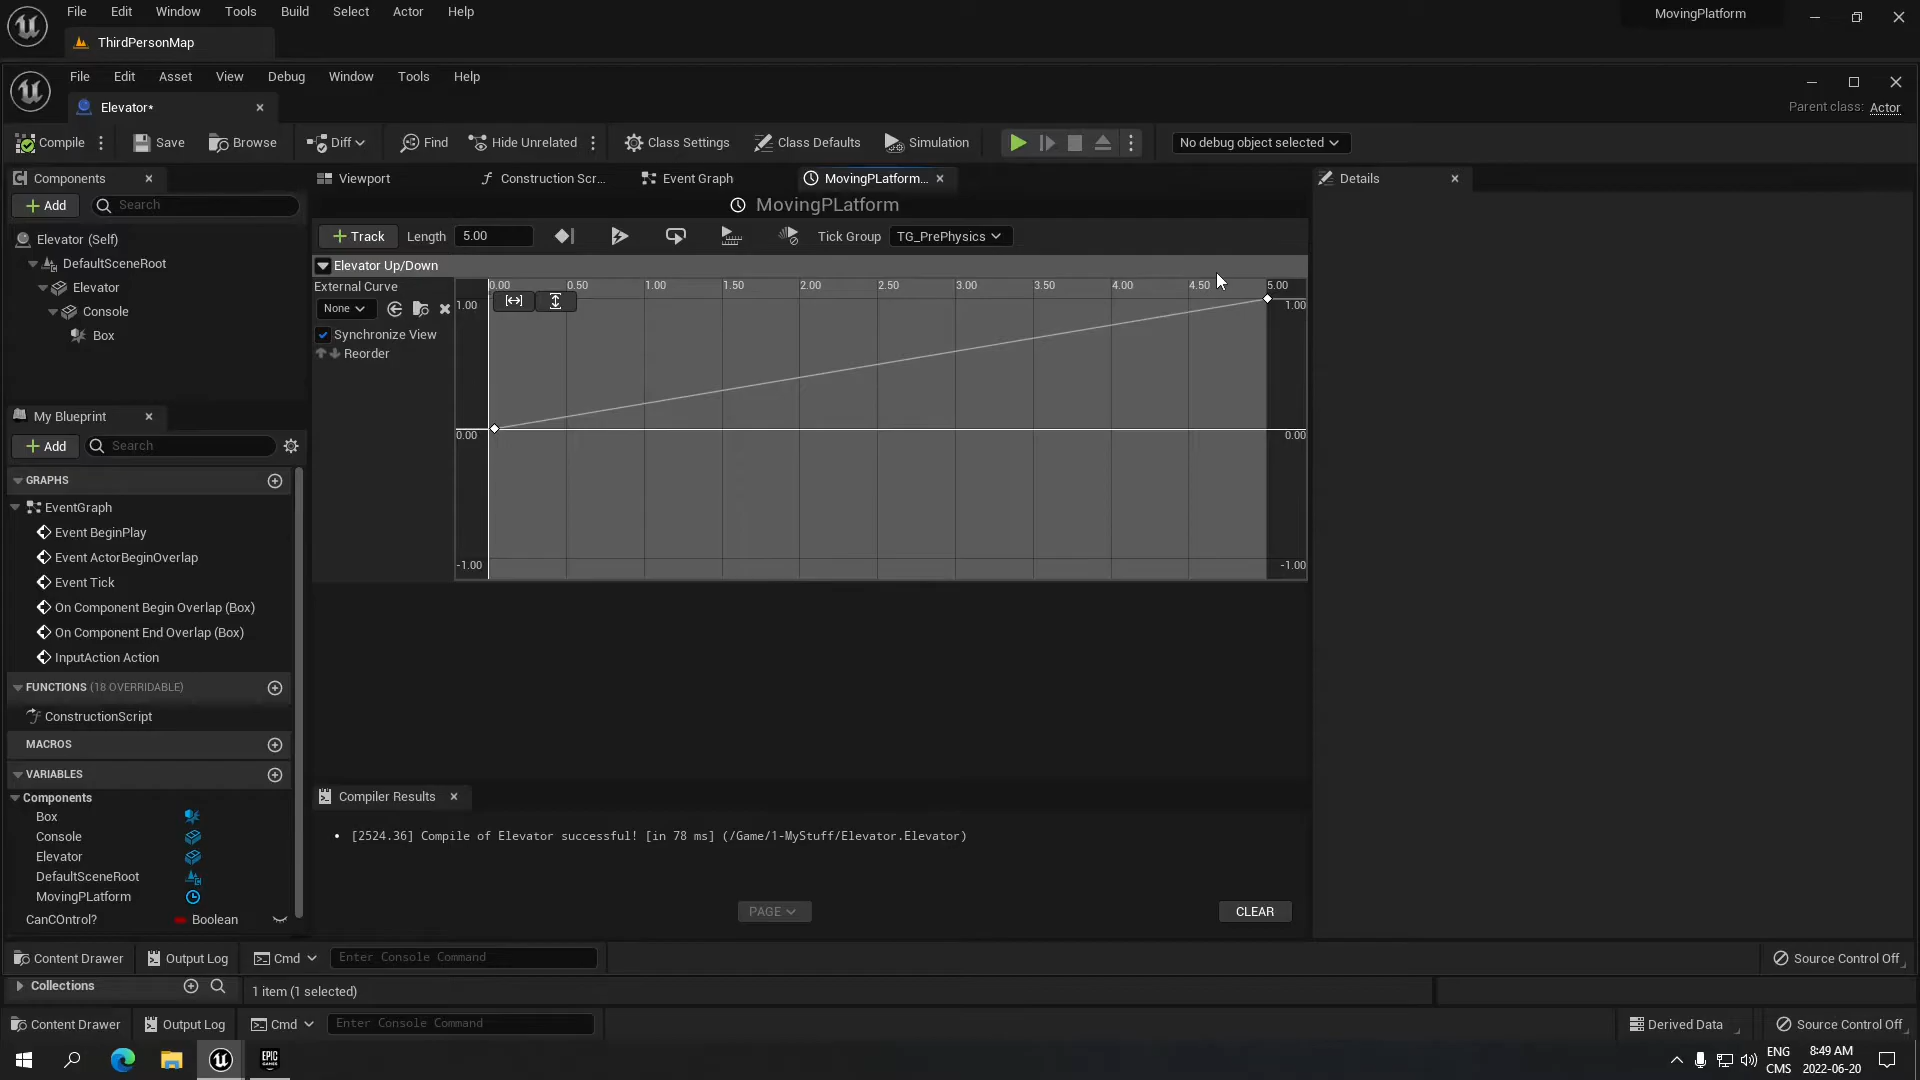 File Edit Window Tools Build Select Actor Help
MovingPlatform
ThirdPersonMap
File Edit Asset View Debug Window Tools Help
Elevator*
Parent class: Actor
Compile Save Browse Diff Find Hide Unrelated Class Settings Class Defaults Simulation No debug object selected
Components
Viewport Construction Scr... Event Graph MovingPLatform...
Details
Add Search
MovingPLatform
Track Length 5.00 Tick Group TG_PrePhysics
Elevator (Self)
DefaultSceneRoot
Elevator
Console
Box
Elevator Up/Down
External Curve
None
Synchronize View
Reorder
0.00 0.50 1.00 1.50 2.00 2.50 3.00 3.50 4.00 4.50 5.00
1.00 1.00
0.00 0.00
-1.00 -1.00
My Blueprint
Add Search
GRAPHS
EventGraph
Event BeginPlay
Event ActorBeginOverlap
Event Tick
On Component Begin Overlap (Box)
On Component End Overlap (Box)
InputAction Action
FUNCTIONS (18 OVERRIDABLE)
ConstructionScript
MACROS
VARIABLES
Components
Box
Console
Elevator
DefaultSceneRoot
MovingPLatform
CanCOntrol? Boolean
Compiler Results
[2524.36] Compile of Elevator successful! [in 78 ms] (/Game/1-MyStuff/Elevator.Elevator)
PAGE
CLEAR
Content Drawer Output Log Cmd Enter Console Command Source Control Off
Collections 1 item (1 selected)
Content Drawer Output Log Cmd Enter Console Command Derived Data Source Control Off
EPIC GAMES
ENG 8:49 AM
CMS 2022-06-20